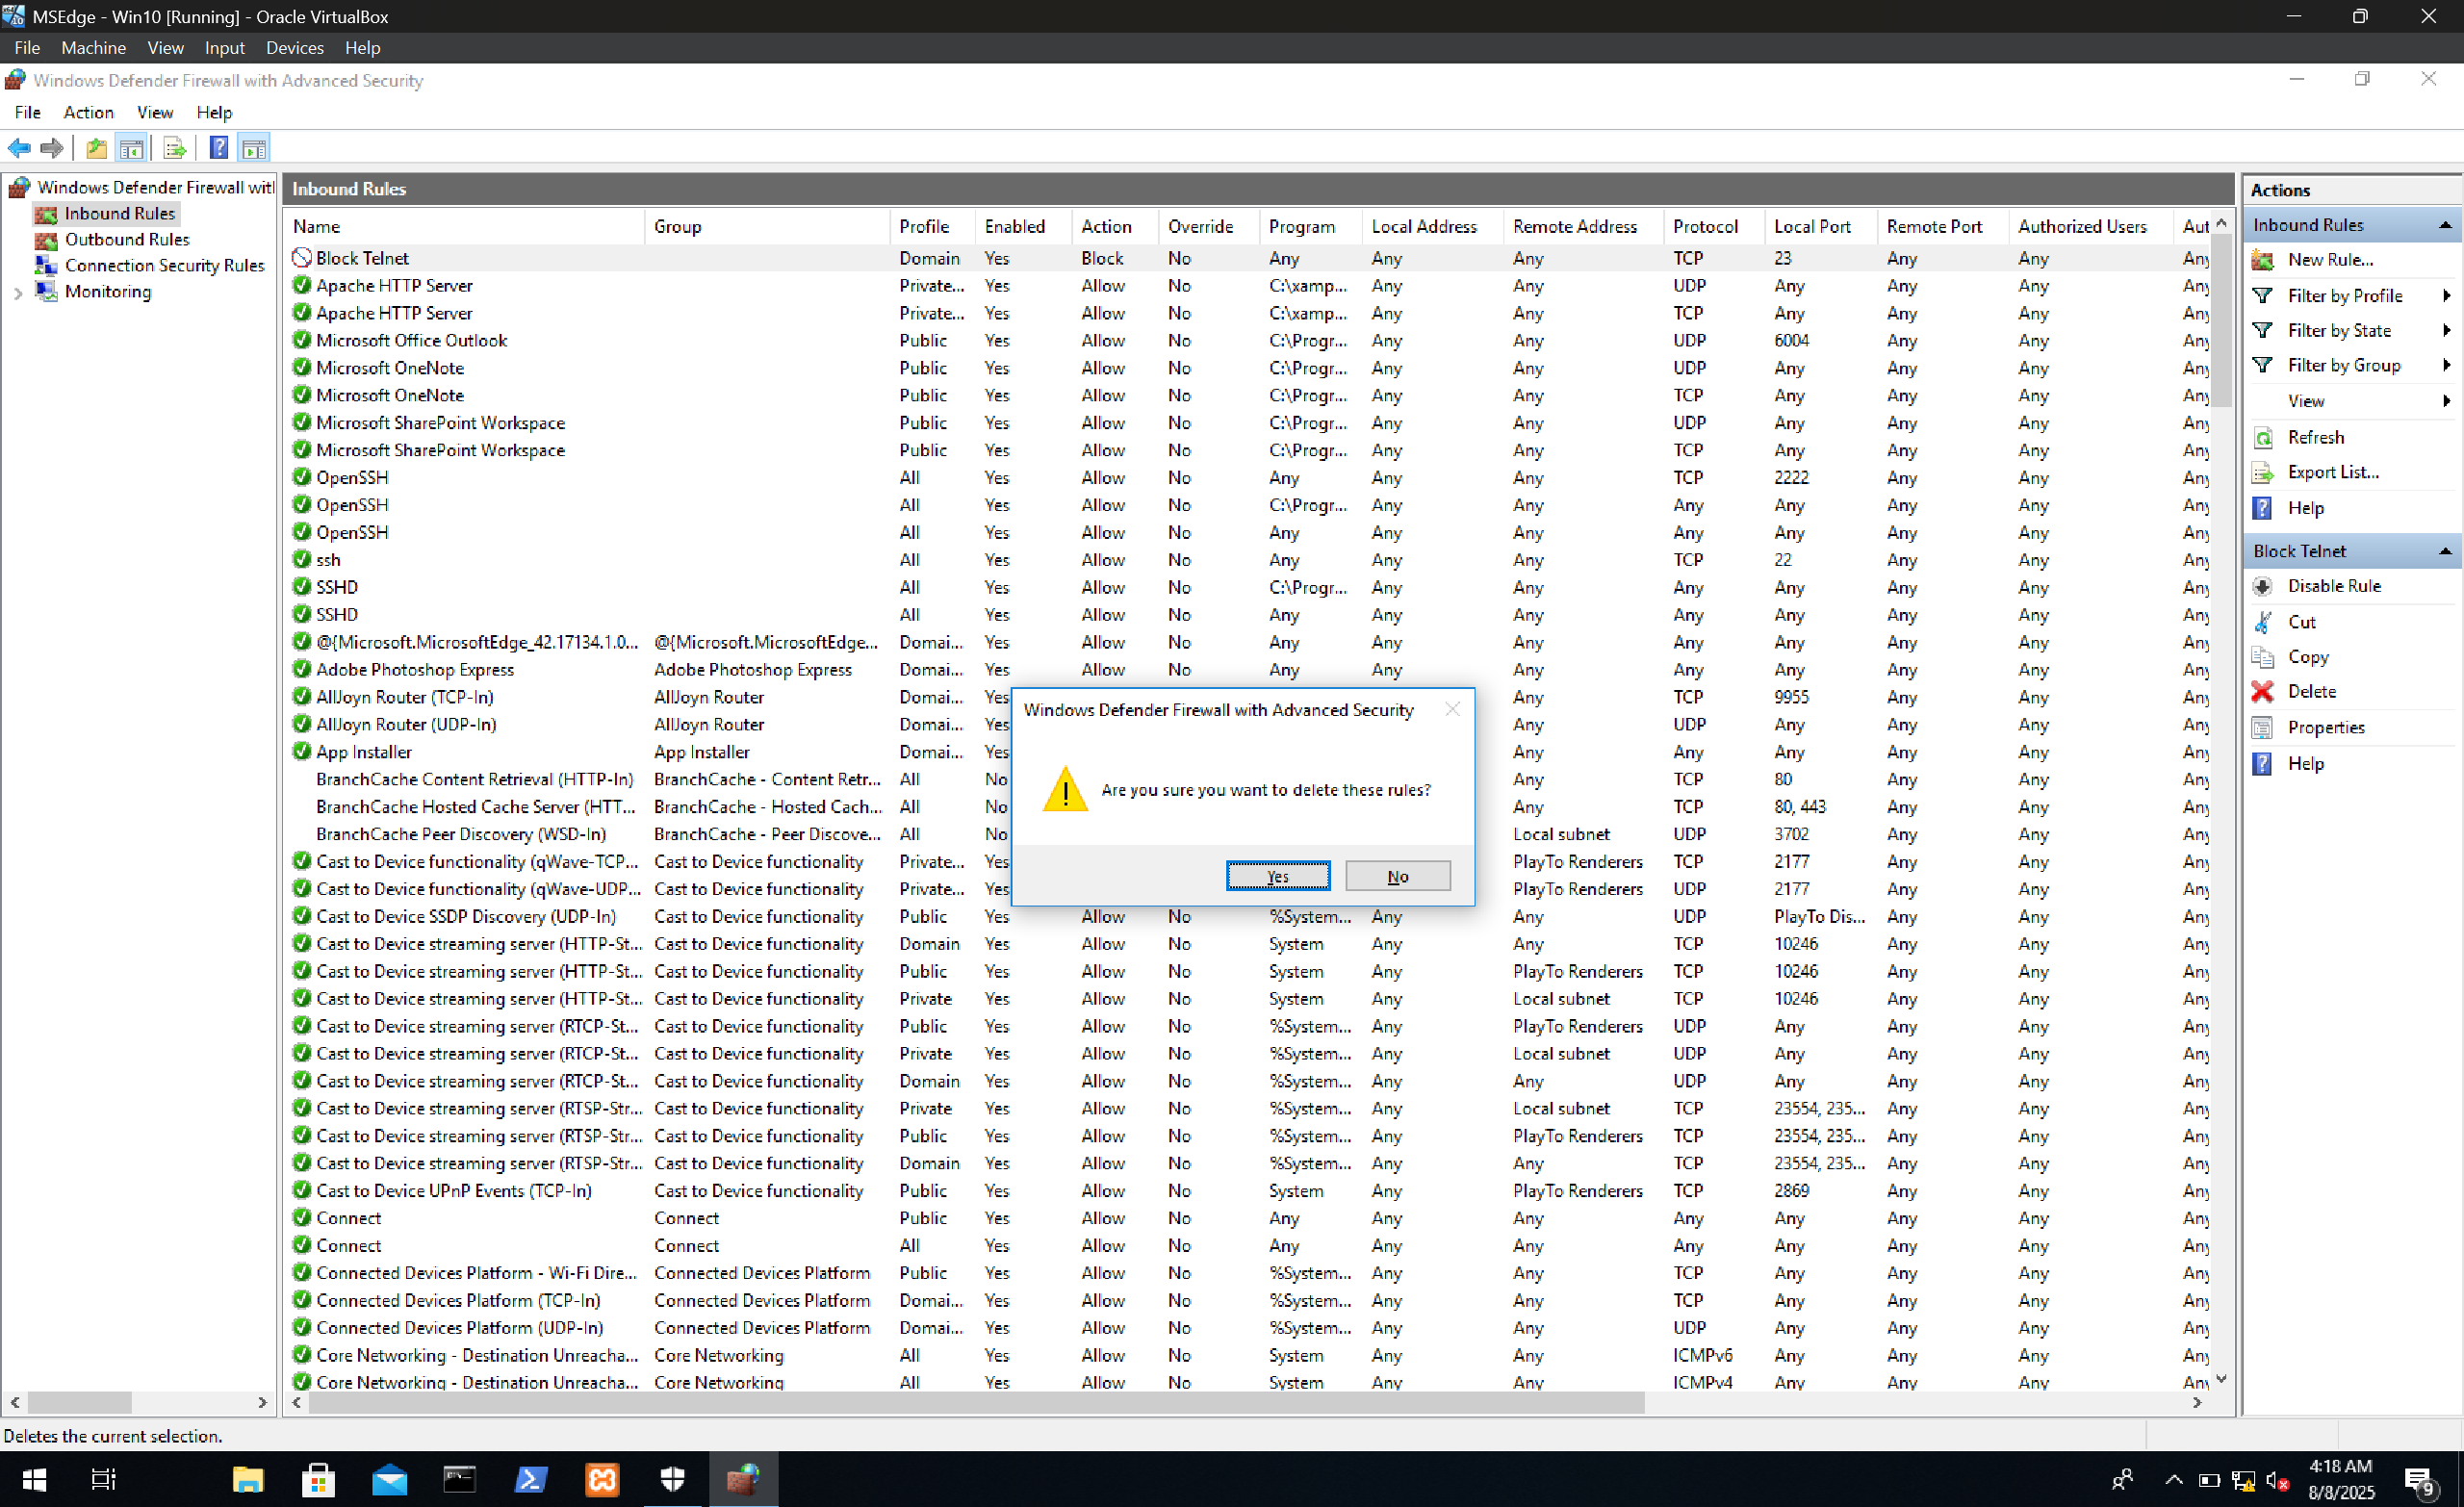 MSEdge - Win10 [Running] - Oracle VirtualBox
File Machine View Input Devices Help
Windows Defender Firewall with Advanced Security
File Action View Help
Windows Defender Firewall witl
Inbound Rules
Outbound Rules
Connection Security Rules
Monitoring
Inbound Rules
Name Group Profile Enabled Action Override Program Local Address Remote Address Protocol Local Port Remote Port Authorized Users Aut
Block Telnet Domain Yes Block No Any Any Any TCP 23 Any Any Any
Apache HTTP Server Private... Yes Allow No C:\xamp... Any Any UDP Any Any Any Any
Apache HTTP Server Private... Yes Allow No C:\xamp... Any Any TCP Any Any Any Any
Microsoft Office Outlook Public Yes Allow No C:\Progr... Any Any UDP 6004 Any Any Any
Microsoft OneNote Public Yes Allow No C:\Progr... Any Any UDP Any Any Any Any
Microsoft OneNote Public Yes Allow No C:\Progr... Any Any TCP Any Any Any Any
Microsoft SharePoint Workspace Public Yes Allow No C:\Progr... Any Any UDP Any Any Any Any
Microsoft SharePoint Workspace Public Yes Allow No C:\Progr... Any Any TCP Any Any Any Any
OpenSSH All Yes Allow No Any Any Any TCP 2222 Any Any Any
OpenSSH All Yes Allow No C:\Progr... Any Any Any Any Any Any Any
OpenSSH All Yes Allow No Any Any Any Any Any Any Any Any
ssh All Yes Allow No Any Any Any TCP 22 Any Any Any
SSHD All Yes Allow No C:\Progr... Any Any Any Any Any Any Any
SSHD All Yes Allow No Any Any Any Any Any Any Any Any
@{Microsoft.MicrosoftEdge_42.17134.1.0... @{Microsoft.MicrosoftEdge... Domai... Yes Allow No Any Any Any Any Any Any Any Any
Adobe Photoshop Express Adobe Photoshop Express Domai... Yes Allow No Any Any Any Any Any Any Any Any
AllJoyn Router (TCP-In) AllJoyn Router Domai... Yes Any TCP 9955 Any Any Any
AllJoyn Router (UDP-In) AllJoyn Router Domai... Yes Any UDP Any Any Any Any
App Installer App Installer Domai... Yes Any Any Any Any Any Any
BranchCache Content Retrieval (HTTP-In) BranchCache - Content Retr... All No Any TCP 80 Any Any Any
BranchCache Hosted Cache Server (HTT... BranchCache - Hosted Cach... All No Any TCP 80, 443 Any Any Any
BranchCache Peer Discovery (WSD-In) BranchCache - Peer Discove... All No Local subnet UDP 3702 Any Any Any
Cast to Device functionality (qWave-TCP... Cast to Device functionality Private... Yes PlayTo Renderers TCP 2177 Any Any Any
Cast to Device functionality (qWave-UDP... Cast to Device functionality Private... Yes PlayTo Renderers UDP 2177 Any Any Any
Cast to Device SSDP Discovery (UDP-In) Cast to Device functionality Public Yes Allow No %System... Any Any UDP PlayTo Dis... Any Any Any
Cast to Device streaming server (HTTP-St... Cast to Device functionality Domain Yes Allow No System Any Any TCP 10246 Any Any Any
Cast to Device streaming server (HTTP-St... Cast to Device functionality Public Yes Allow No System Any PlayTo Renderers TCP 10246 Any Any Any
Cast to Device streaming server (HTTP-St... Cast to Device functionality Private Yes Allow No System Any Local subnet TCP 10246 Any Any Any
Cast to Device streaming server (RTCP-St... Cast to Device functionality Public Yes Allow No %System... Any PlayTo Renderers UDP Any Any Any Any
Cast to Device streaming server (RTCP-St... Cast to Device functionality Private Yes Allow No %System... Any Local subnet UDP Any Any Any Any
Cast to Device streaming server (RTCP-St... Cast to Device functionality Domain Yes Allow No %System... Any Any UDP Any Any Any Any
Cast to Device streaming server (RTSP-Str... Cast to Device functionality Private Yes Allow No %System... Any Local subnet TCP 23554, 235... Any Any Any
Cast to Device streaming server (RTSP-Str... Cast to Device functionality Public Yes Allow No %System... Any PlayTo Renderers TCP 23554, 235... Any Any Any
Cast to Device streaming server (RTSP-Str... Cast to Device functionality Domain Yes Allow No %System... Any Any TCP 23554, 235... Any Any Any
Cast to Device UPnP Events (TCP-In) Cast to Device functionality Public Yes Allow No System Any PlayTo Renderers TCP 2869 Any Any Any
Connect Connect Public Yes Allow No Any Any Any Any Any Any Any Any
Connect Connect All Yes Allow No Any Any Any Any Any Any Any Any
Connected Devices Platform - Wi-Fi Dire... Connected Devices Platform Public Yes Allow No %System... Any Any TCP Any Any Any Any
Connected Devices Platform (TCP-In) Connected Devices Platform Domai... Yes Allow No %System... Any Any TCP Any Any Any Any
Connected Devices Platform (UDP-In) Connected Devices Platform Domai... Yes Allow No %System... Any Any UDP Any Any Any Any
Core Networking - Destination Unreacha... Core Networking All Yes Allow No System Any Any ICMPv6 Any Any Any Any
Core Networking - Destination Unreacha... Core Networking All Yes Allow No System Any Any ICMPv4 Any Any Any Any
Windows Defender Firewall with Advanced Security
Are you sure you want to delete these rules?
Yes No
Actions
Inbound Rules
New Rule...
Filter by Profile
Filter by State
Filter by Group
View
Refresh
Export List...
Help
Block Telnet
Disable Rule
Cut
Copy
Delete
Properties
Help
Deletes the current selection.
4:18 AM
8/8/2025
9